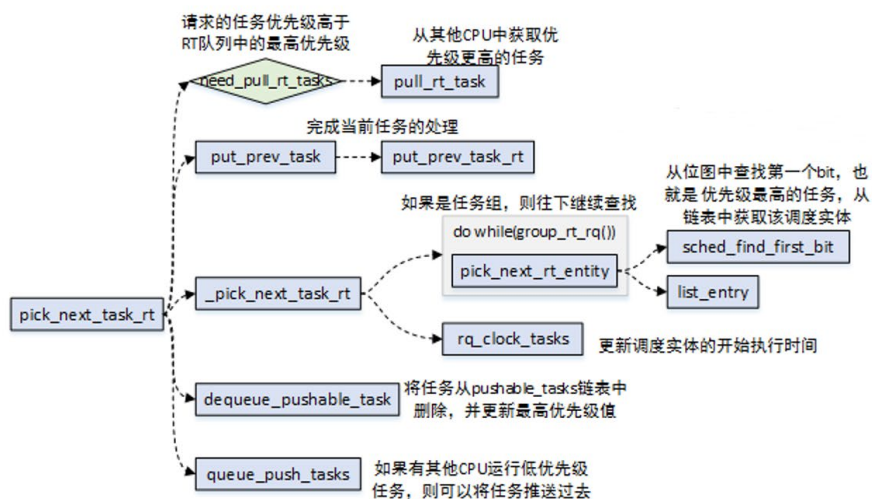 请求的任务优先级高于
RT队列中的最高优先级
need_pull_rt_tasks
从其他CPU中获取优
先级更高的任务
pull_rt_task
完成当前任务的处理
put_prev_task
put_prev_task_rt
从位图中查找第一个bit，也
就是 优先级最高的任务，从
链表中获取该调度实体
如果是任务组，则往下继续查找
do while(group_rt_rq())
pick_next_rt_entity
sched_find_first_bit
list_entry
pick_next_task_rt
_pick_next_task_rt
rq_clock_tasks
更新调度实体的开始执行时间
dequeue_pushable_task
将任务从pushable_tasks链表中
删除，并更新最高优先级值
queue_push_tasks
如果有其他CPU运行低优先级
任务，则可以将任务推送过去